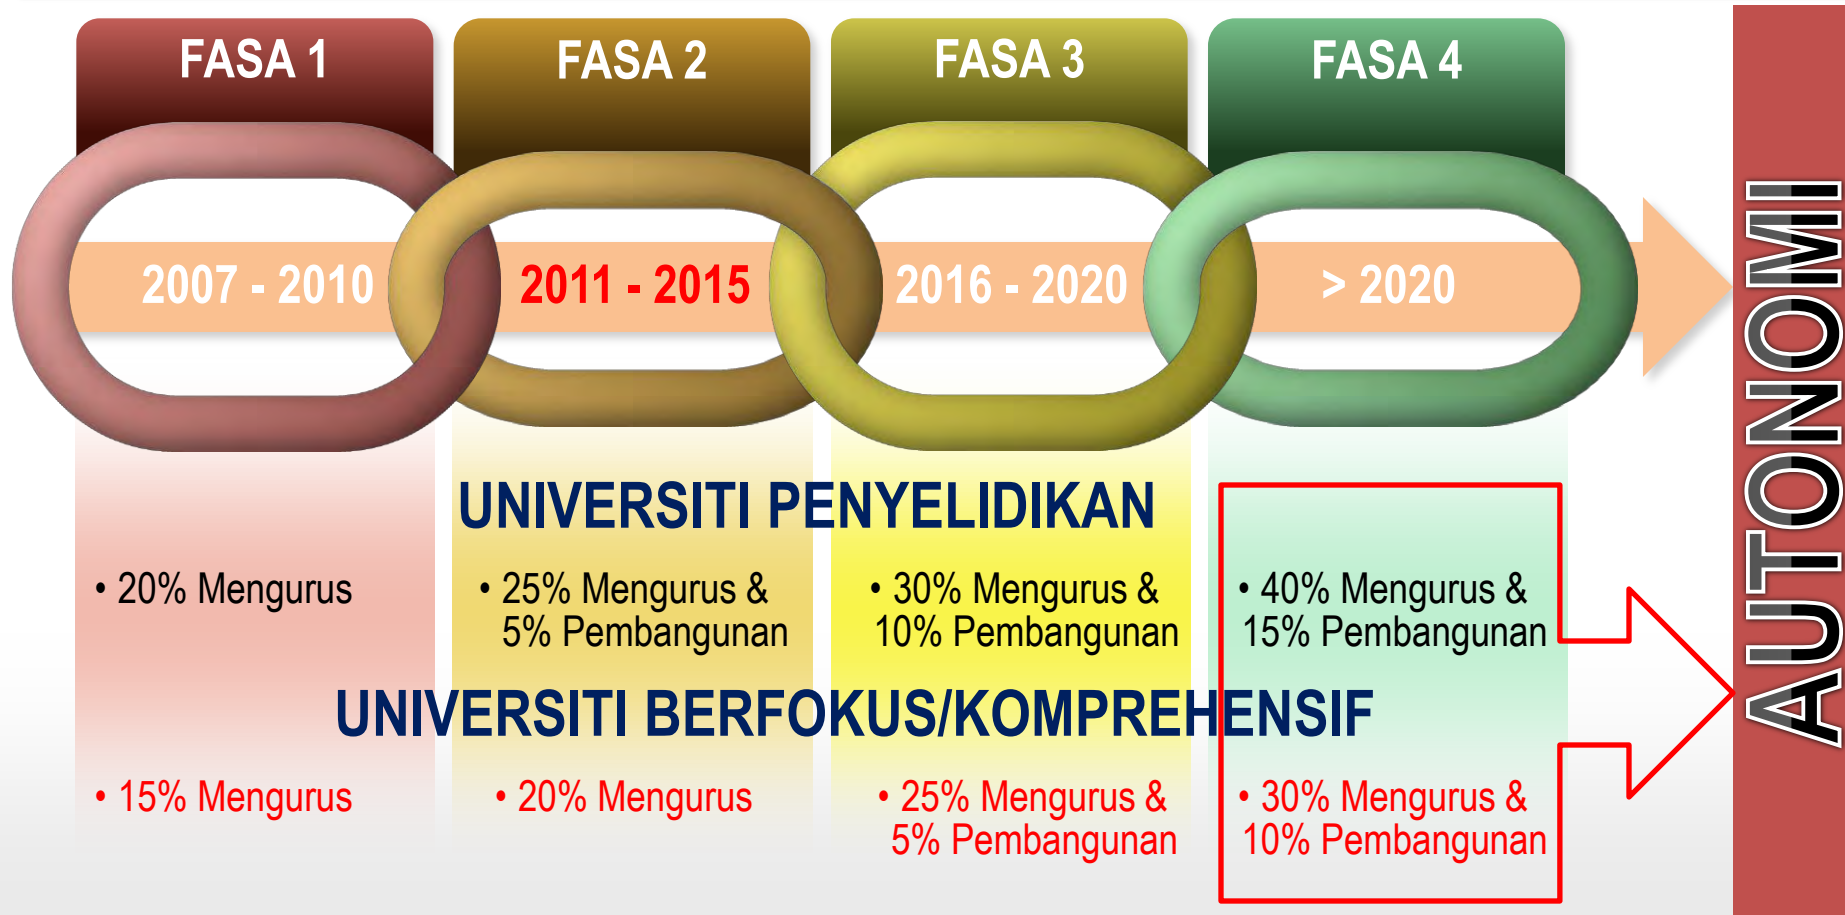 FASA 1
FASA 2
FASA 3
FASA 4
2007 - 2010
2011 - 2015
2016 - 2020
> 2020
UNIVERSITI PENYELIDIKAN
• 20% Mengurus
• 25% Mengurus &
5% Pembangunan
• 30% Mengurus &
10% Pembangunan
• 40% Mengurus &
15% Pembangunan
UNIVERSITI BERFOKUS/KOMPREHENSIF
• 15% Mengurus
• 20% Mengurus
• 25% Mengurus &
5% Pembangunan
• 30% Mengurus &
10% Pembangunan
AUTONOMI